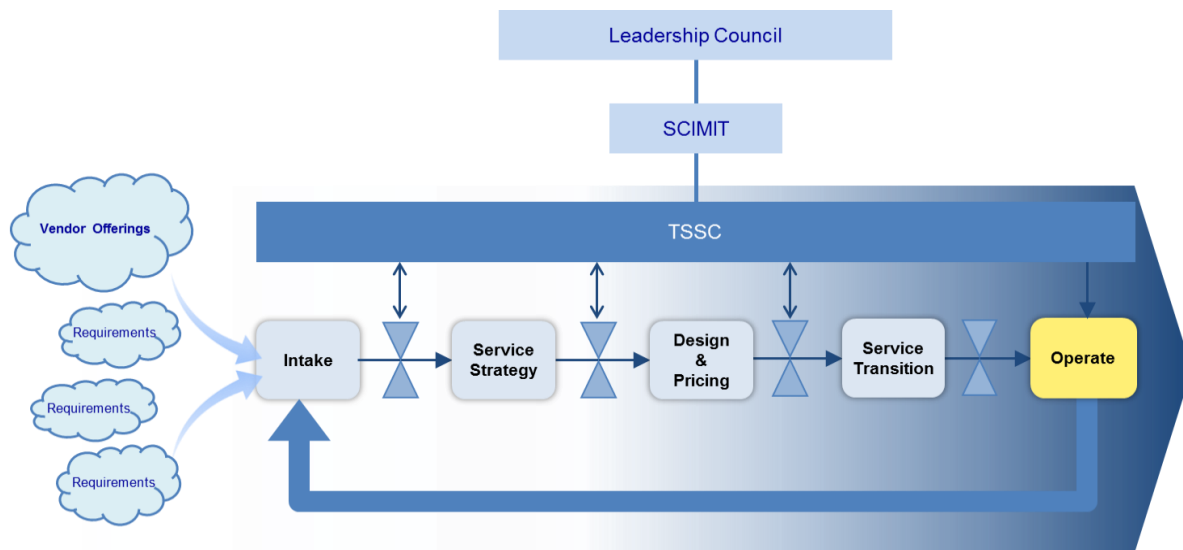 Leadership Council
SCIMIT
TSSC
Vendor Offerings
Requirements
Requirements
Requirements
Intake
Service
Strategy
Design
&
Pricing
Service
Transition
Operate